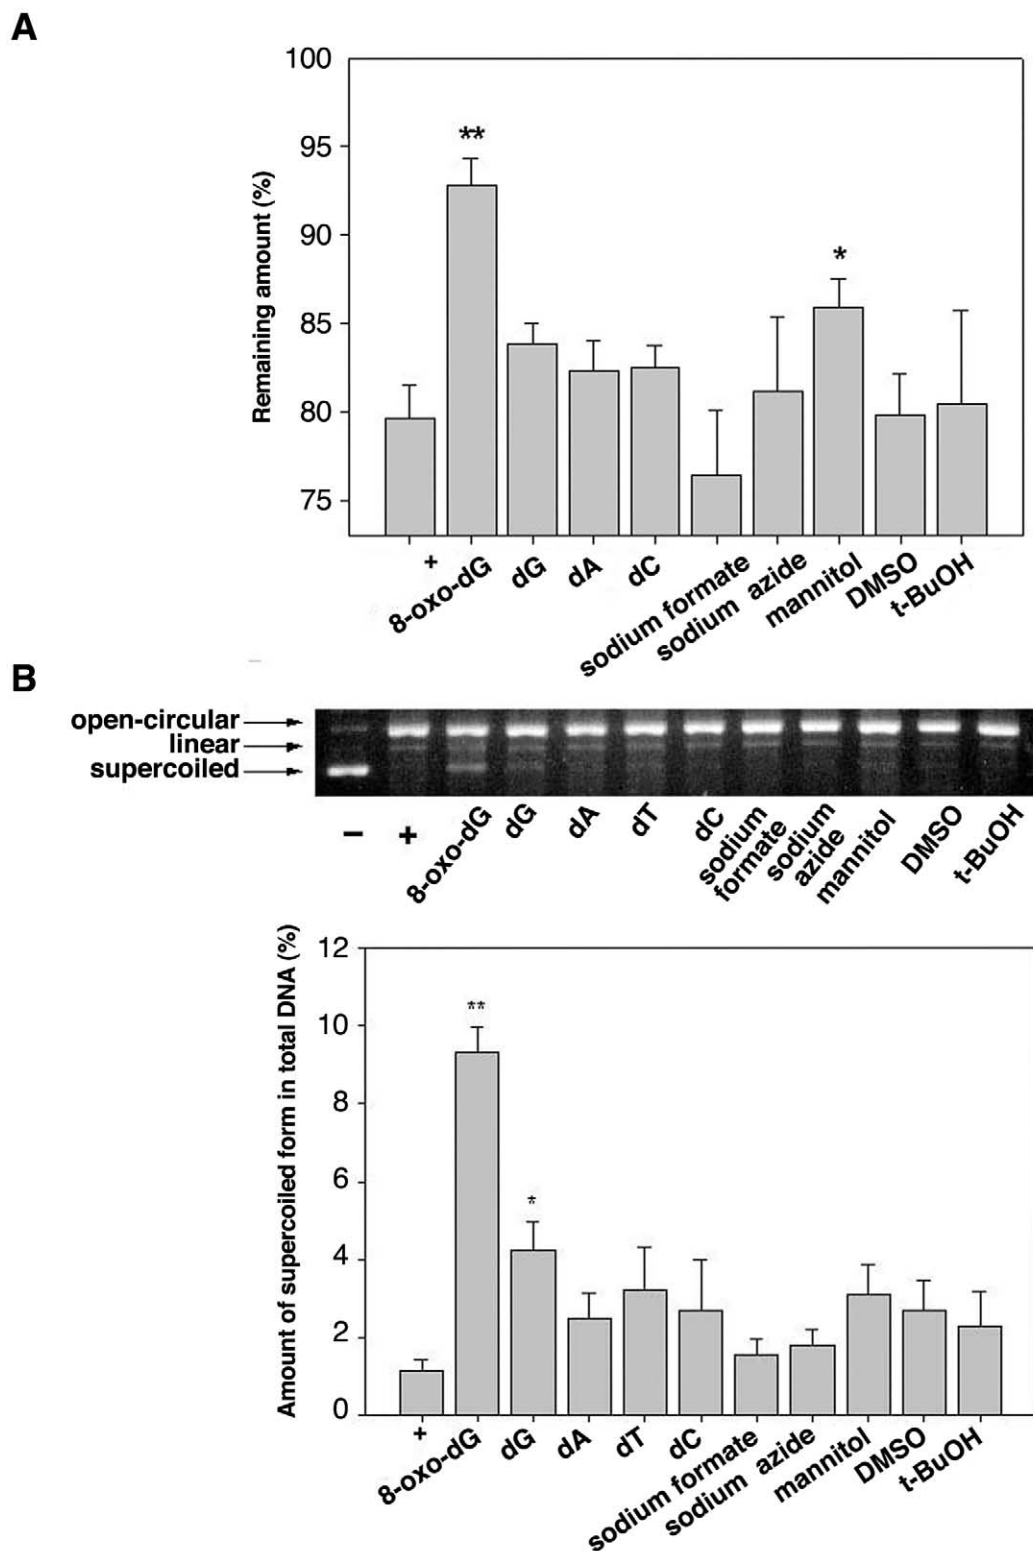 A
100
95
90
85
80
75
Remaining amount (%)
**
*
+
8-oxo-dG
dG
dA
dC
sodium formate
sodium azide
mannitol
DMSO
t-BuOH
B
open-circular
linear
supercoiled
−
+
8-oxo-dG
dG
dA
dT
dC
sodium
formate
sodium
azide
mannitol
DMSO
t-BuOH
12
10
8
6
4
2
0
Amount of supercoiled form in total DNA (%)
**
*
+
8-oxo-dG
dG
dA
dT
dC
sodium formate
sodium azide
mannitol
DMSO
t-BuOH